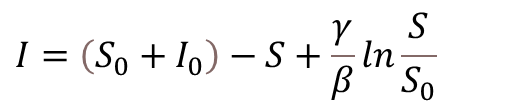 I = (S₀ + I₀) − S + γ/β ln S/S₀